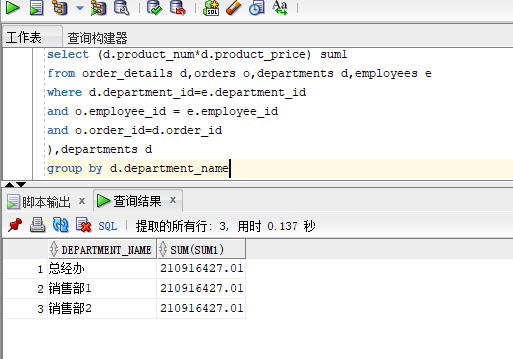 SQL
Aa
工作表 查询构建器
select (d.product_num*d.product_price) sum1
from order_details d,orders o,departments d,employees e
where d.department_id=e.department_id
and o.employee_id = e.employee_id
and o.order_id=d.order_id
),departments d
group by d.department_name
脚本输出 × 查询结果 ×
SQL | 提取的所有行: 3, 用时 0.137 秒
DEPARTMENT_NAME SUM(SUM1)
1 总经办 210916427.01
2 销售部1 210916427.01
3 销售部2 210916427.01